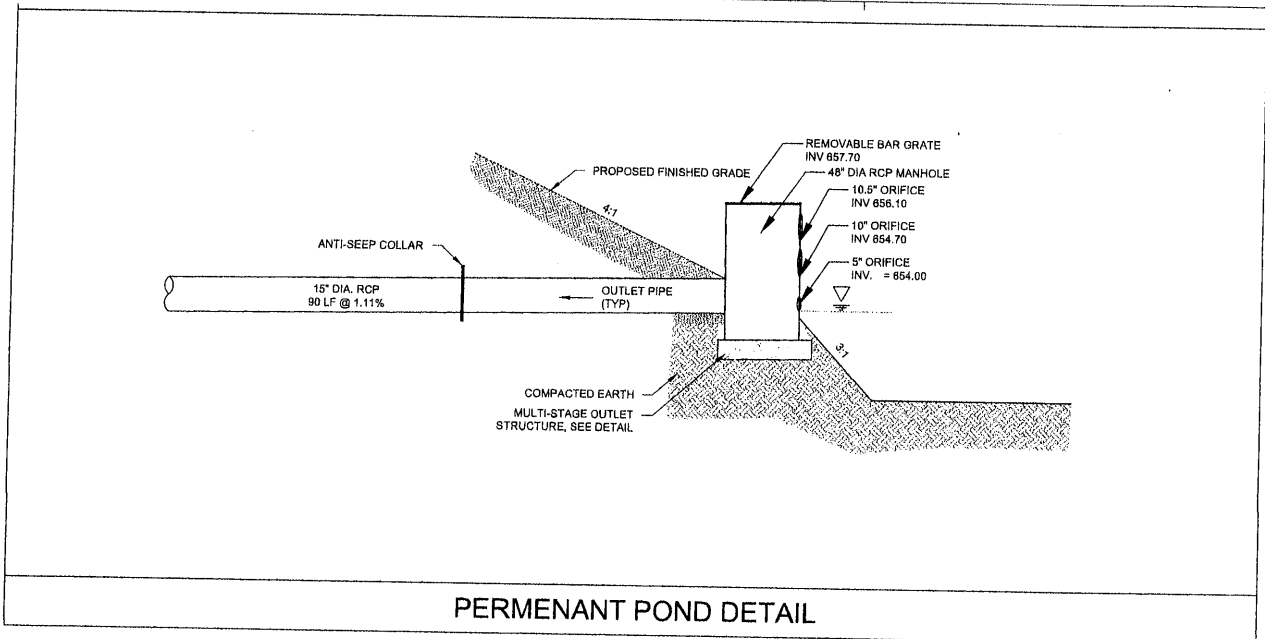 REMOVABLE BAR GRATE
INV 657.70
48" DIA RCP MANHOLE
10.5" ORIFICE
INV 656.10
10" ORIFICE
INV 654.70
5" ORIFICE
INV. = 654.00
PROPOSED FINISHED GRADE
4:1
ANTI-SEEP COLLAR
15" DIA. RCP
90 LF @ 1.11%
OUTLET PIPE
(TYP)
3:1
COMPACTED EARTH
MULTI-STAGE OUTLET
STRUCTURE, SEE DETAIL
PERMENANT POND DETAIL